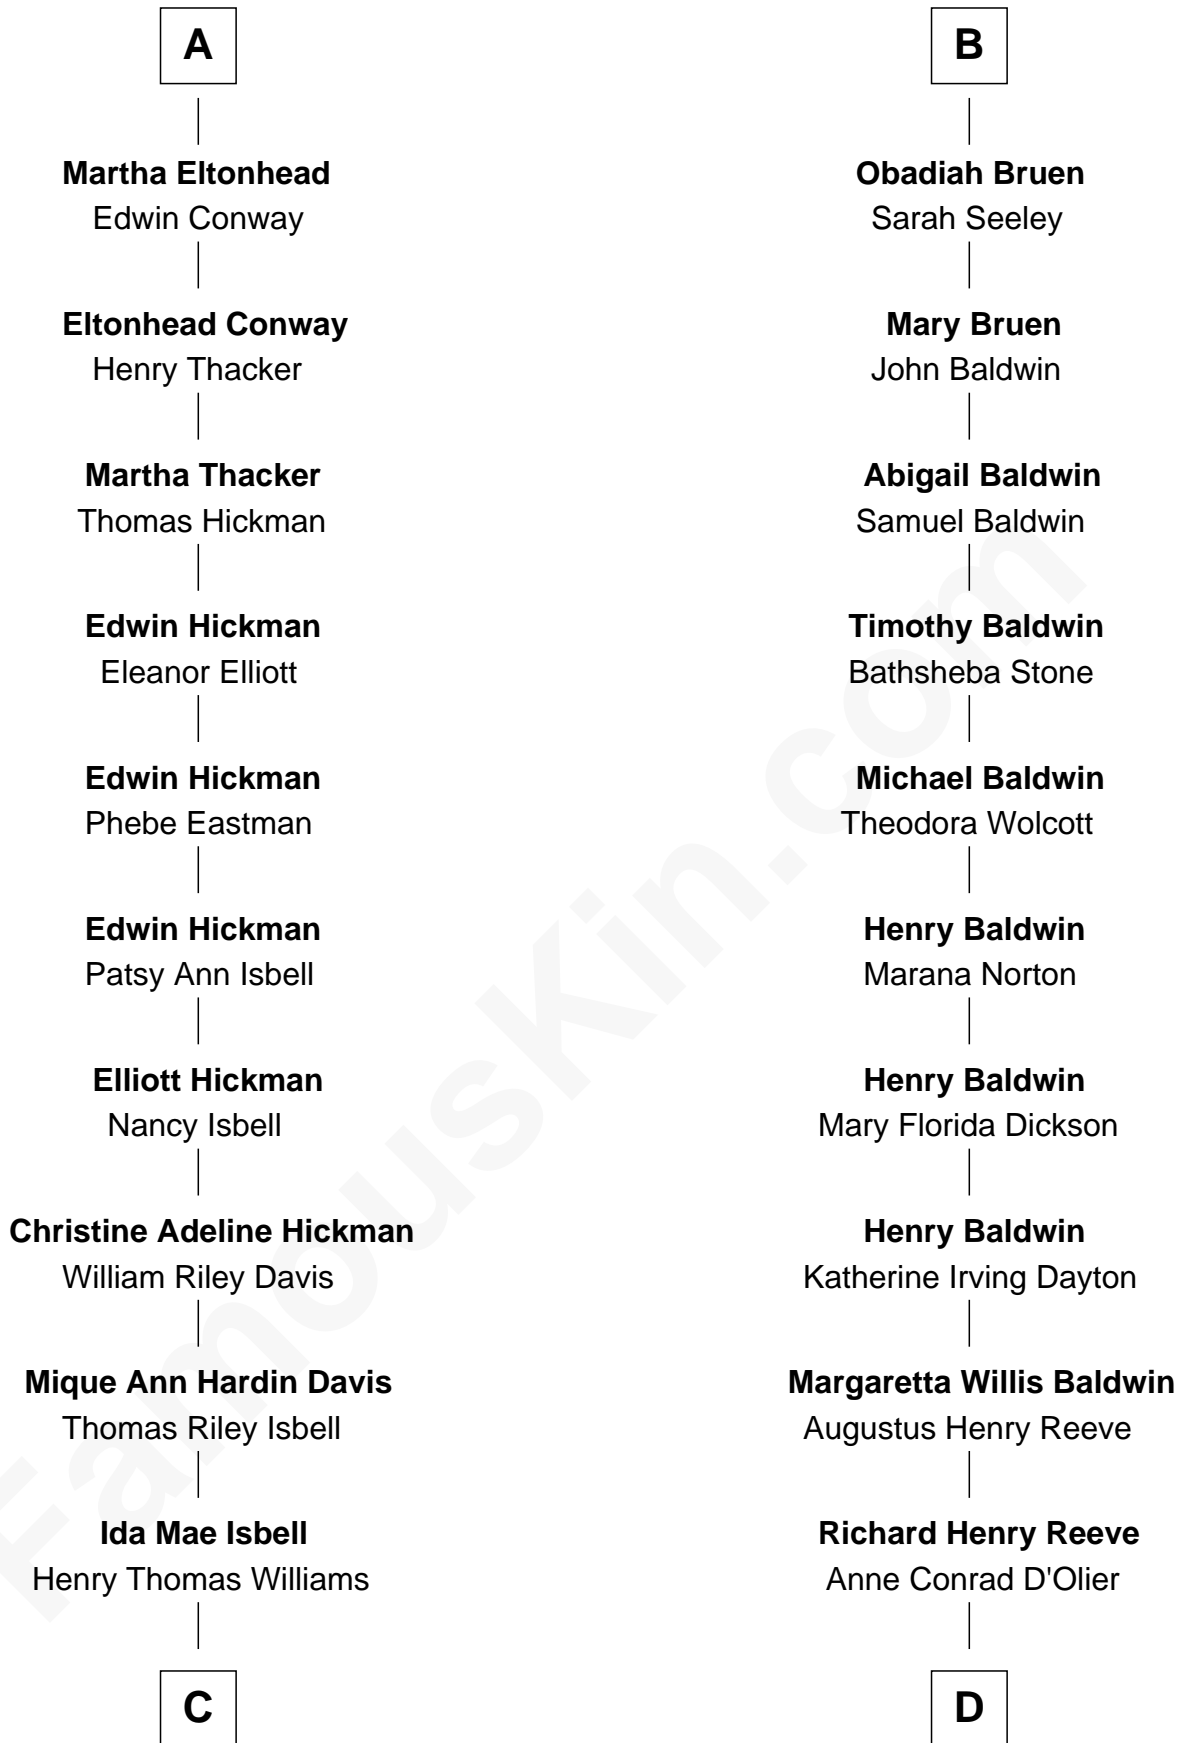 A
Martha Eltonhead
Edwin Conway
Eltonhead Conway
Henry Thacker
Martha Thacker
Thomas Hickman
Edwin Hickman
Eleanor Elliott
Edwin Hickman
Phebe Eastman
Edwin Hickman
Patsy Ann Isbell
Elliott Hickman
Nancy Isbell
Christine Adeline Hickman
William Riley Davis
Mique Ann Hardin Davis
Thomas Riley Isbell
Ida Mae Isbell
Henry Thomas Williams
C
B
Obadiah Bruen
Sarah Seeley
Mary Bruen
John Baldwin
Abigail Baldwin
Samuel Baldwin
Timothy Baldwin
Bathsheba Stone
Michael Baldwin
Theodora Wolcott
Henry Baldwin
Marana Norton
Henry Baldwin
Mary Florida Dickson
Henry Baldwin
Katherine Irving Dayton
Margaretta Willis Baldwin
Augustus Henry Reeve
Richard Henry Reeve
Anne Conrad D'Olier
D
FamousKin.com